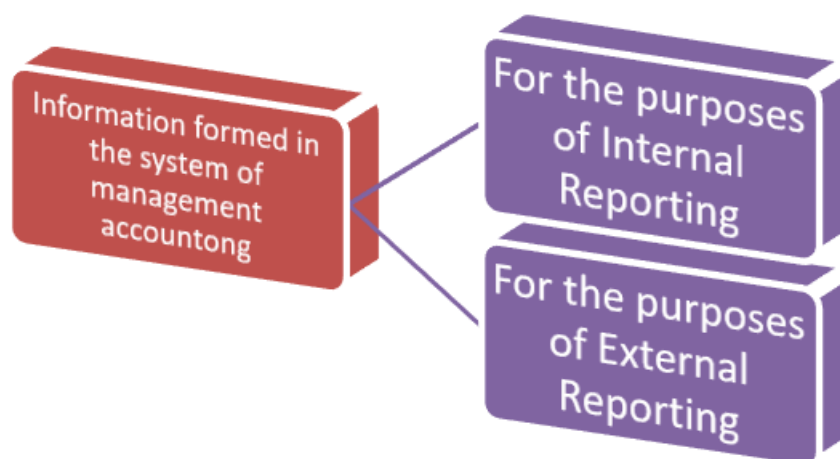 Information formed in
the system of
management
accountong
For the purposes
of Internal
Reporting
For the purposes
of External
Reporting